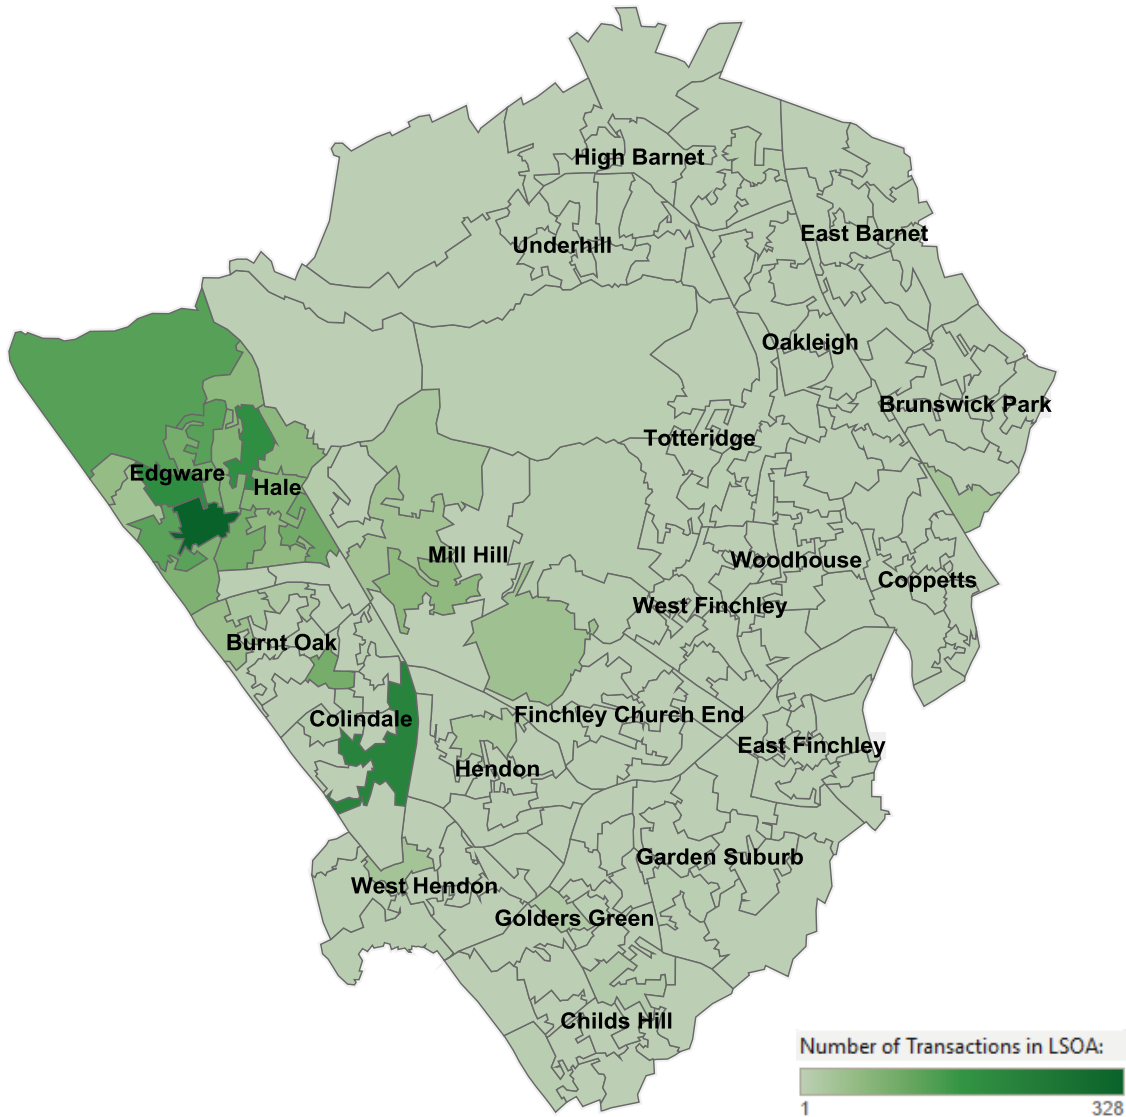 High Barnet
East Barnet
Underhill
Oakleigh
Brunswick Park
Totteridge
Edgware
Hale
Mill Hill
Woodhouse
Coppetts
West Finchley
Burnt Oak
Colindale
Finchley Church End
East Finchley
Hendon
Garden Suburb
West Hendon
Golders Green
Childs Hill
Number of Transactions in LSOA:
1 328